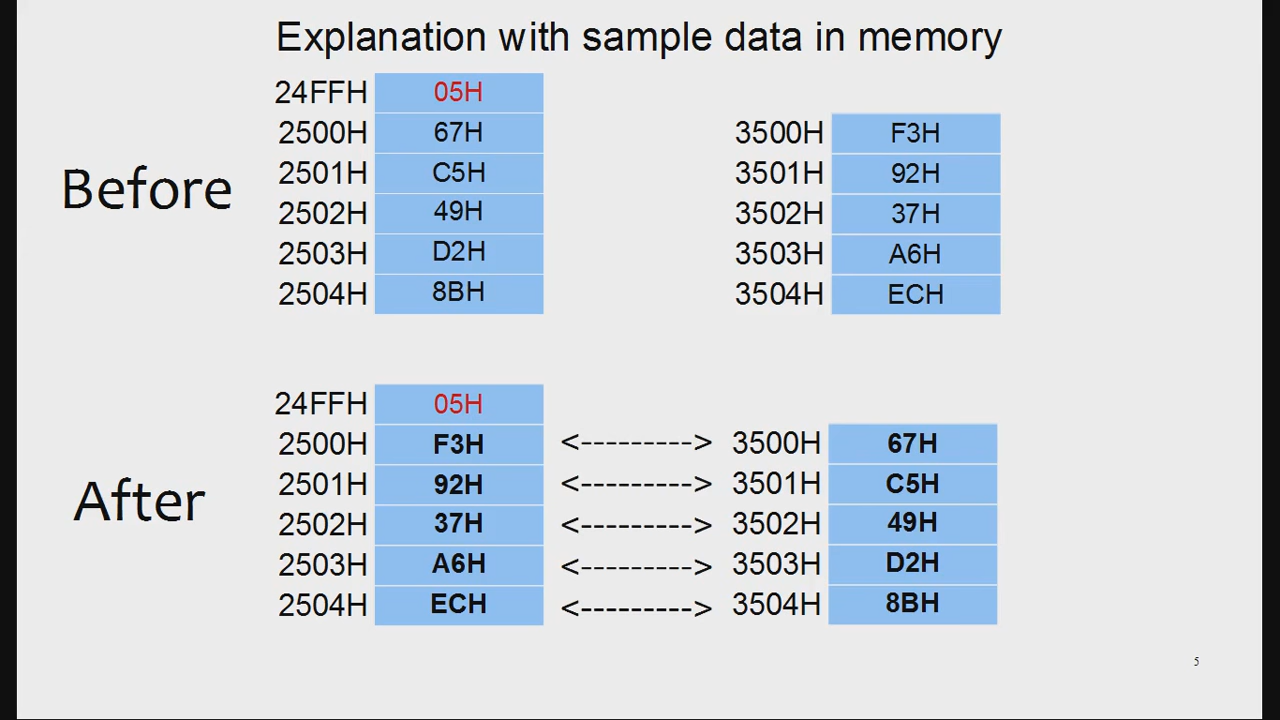 Explanation with sample data in memory
Before
24FFH 05H
2500H 67H 3500H F3H
2501H C5H 3501H 92H
2502H 49H 3502H 37H
2503H D2H 3503H A6H
2504H 8BH 3504H ECH
After
24FFH 05H
2500H F3H <---------> 3500H 67H
2501H 92H <---------> 3501H C5H
2502H 37H <---------> 3502H 49H
2503H A6H <---------> 3503H D2H
2504H ECH <---------> 3504H 8BH
5